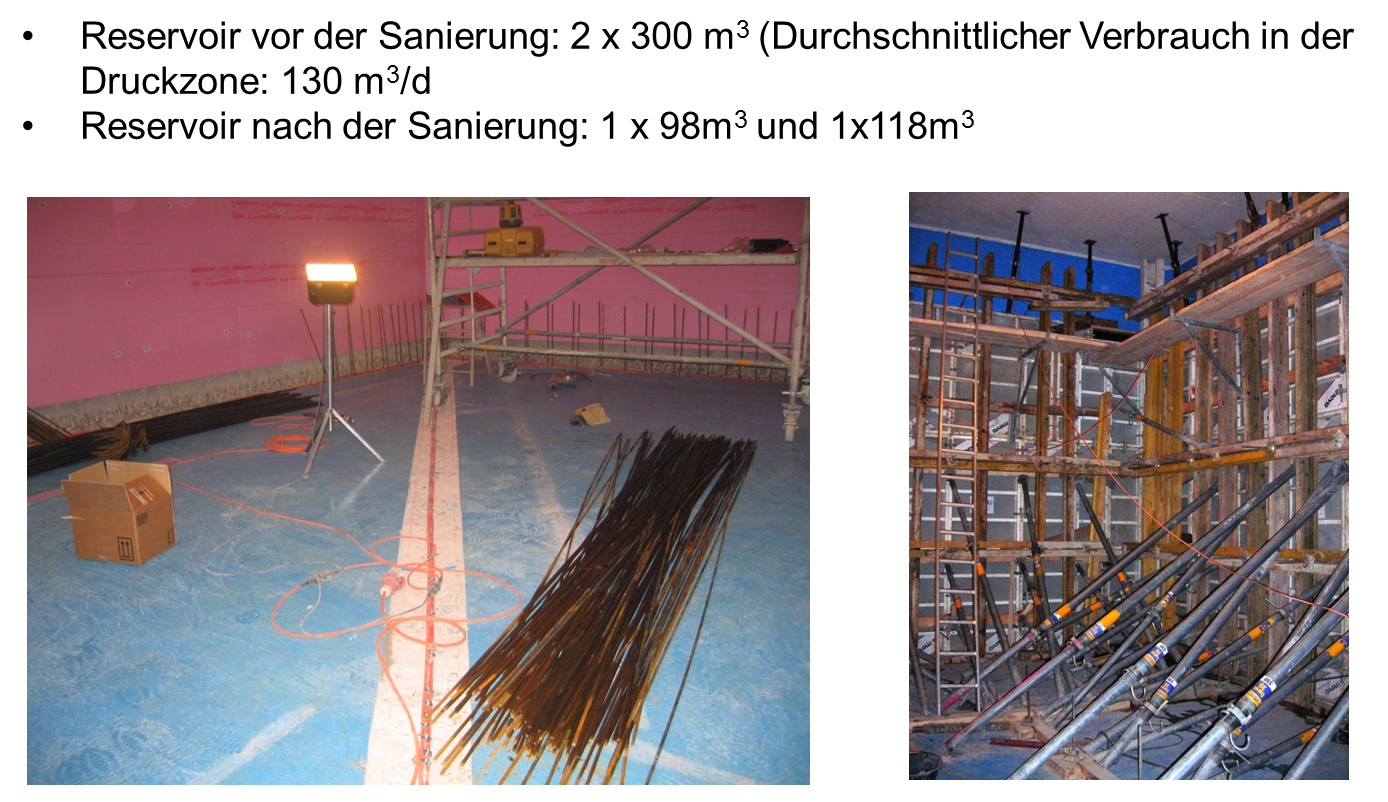 • Reservoir vor der Sanierung: 2 x 300 m³ (Durchschnittlicher Verbrauch in der
Druckzone: 130 m³/d
• Reservoir nach der Sanierung: 1 x 98m³ und 1x118m³